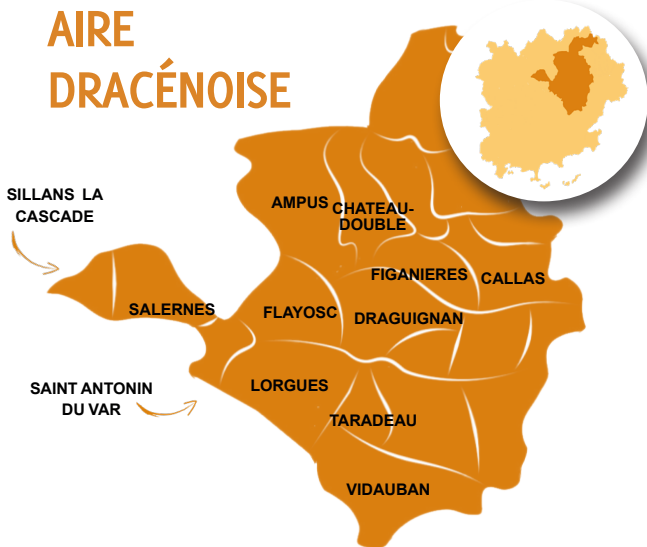 AIRE
DRACÉNOISE
SILLANS LA
CASCADE
AMPUS
CHATEAU-
DOUBLE
FIGANIERES
CALLAS
SALERNES
FLAYOSC
DRAGUIGNAN
SAINT ANTONIN
DU VAR
LORGUES
TARADEAU
VIDAUBAN